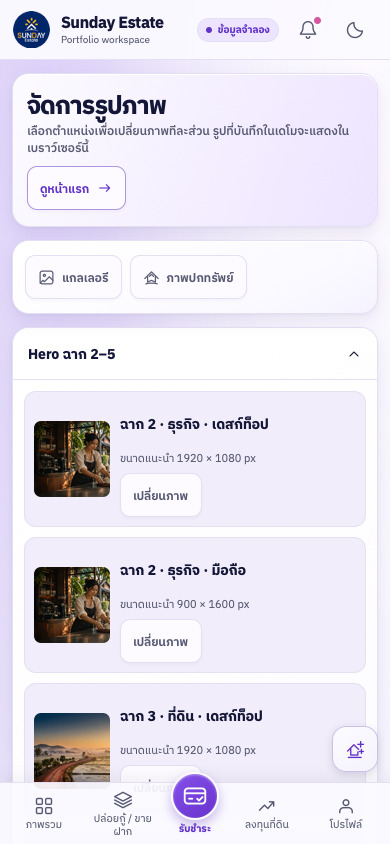 Sunday Estate
Portfolio workspace
ข้อมูลจำลอง
SUNDAY
จัดการรูปภาพ
เลือกตำแหน่งเพื่อเปลี่ยนภาพทีละส่วน รูปที่บันทึกในเดโมจะแสดงใน
เบราว์เซอร์นี้
ดูหน้าแรก
แกลเลอรี
ภาพปกทรัพย์
Hero ฉาก 2–5
ฉาก 2 · ธุรกิจ · เดสก์ท็อป
ขนาดแนะนำ 1920 × 1080 px
เปลี่ยนภาพ
ฉาก 2 · ธุรกิจ · มือถือ
ขนาดแนะนำ 900 × 1600 px
เปลี่ยนภาพ
ฉาก 3 · ที่ดิน · เดสก์ท็อป
ขนาดแนะนำ 1920 × 1080 px
ภาพรวม
ปล่อยกู้ / ขาย
ฝาก
รับชำระ
ลงทุนที่ดิน
โปรไฟล์